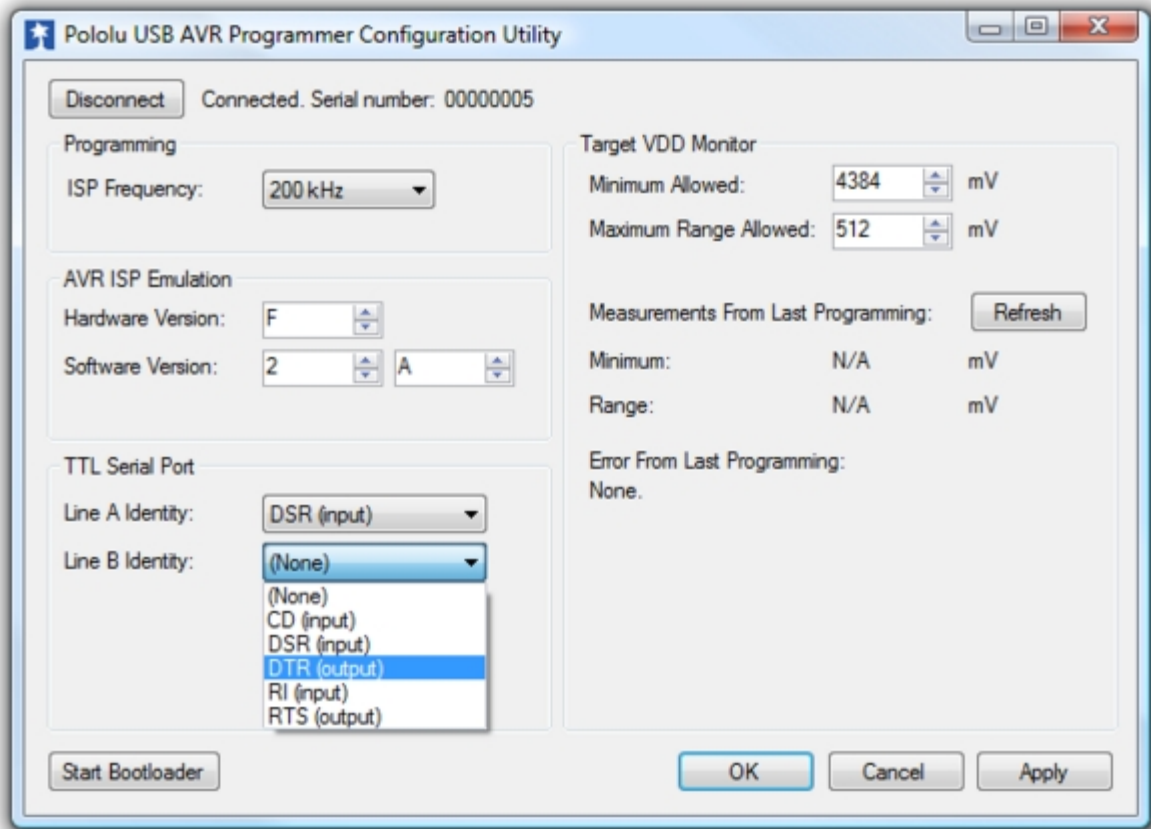 Pololu USB AVR Programmer Configuration Utility
Disconnect Connected. Serial number: 00000005
Programming
ISP Frequency: 200 kHz
AVR ISP Emulation
Hardware Version: F
Software Version: 2 A
TTL Serial Port
Line A Identity: DSR (input)
Line B Identity: (None)
(None)
CD (input)
DSR (input)
DTR (output)
RI (input)
RTS (output)
Target VDD Monitor
Minimum Allowed: 4384 mV
Maximum Range Allowed: 512 mV
Measurements From Last Programming: Refresh
Minimum: N/A mV
Range: N/A mV
Error From Last Programming:
None.
Start Bootloader OK Cancel Apply